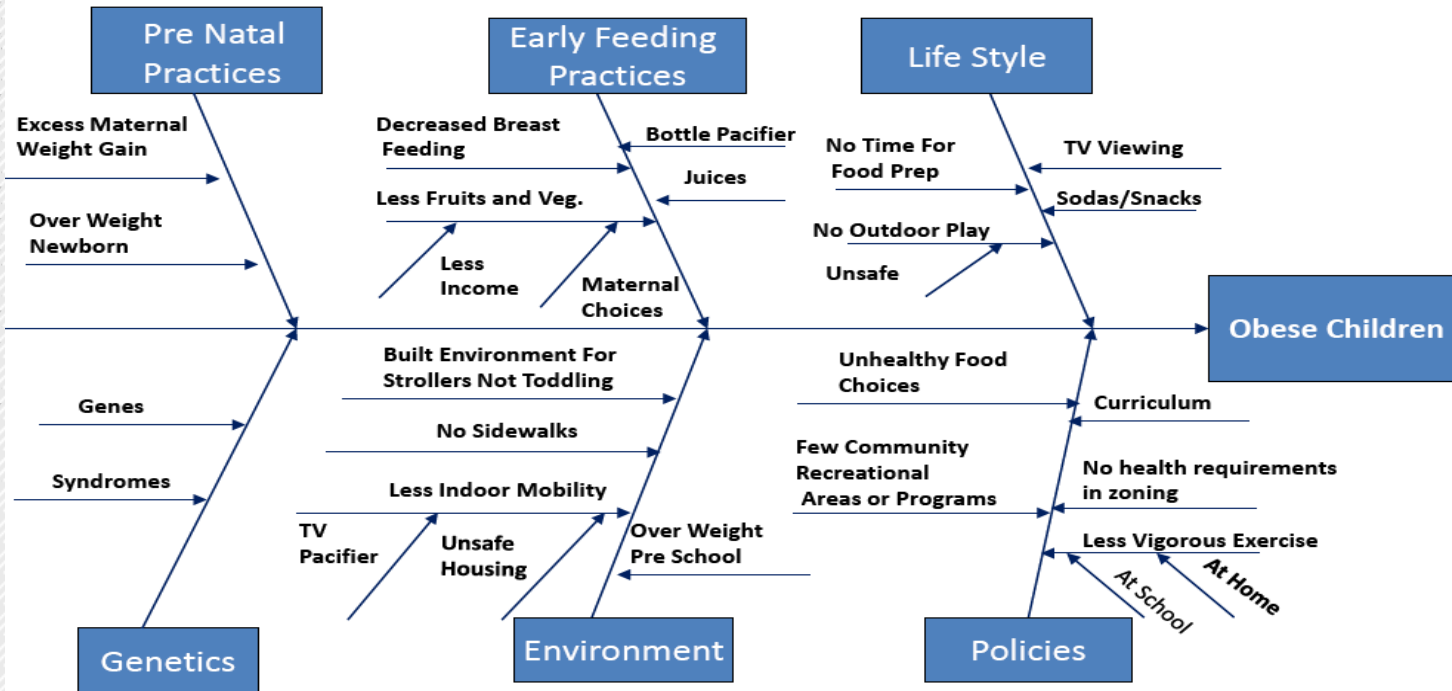 Pre Natal
Practices
Early Feeding
Practices
Life Style
Excess Maternal
Weight Gain
Over Weight
Newborn
Decreased Breast
Feeding
Bottle Pacifier
Juices
Less Fruits and Veg.
Less
Income
Maternal
Choices
No Time For
Food Prep
TV Viewing
Sodas/Snacks
No Outdoor Play
Unsafe
Obese Children
Genes
Syndromes
Built Environment For
Strollers Not Toddling
No Sidewalks
Less Indoor Mobility
TV
Pacifier
Unsafe
Housing
Over Weight
Pre School
Unhealthy Food
Choices
Curriculum
Few Community
Recreational
Areas or Programs
No health requirements
in zoning
Less Vigorous Exercise
At School
At Home
Genetics
Environment
Policies